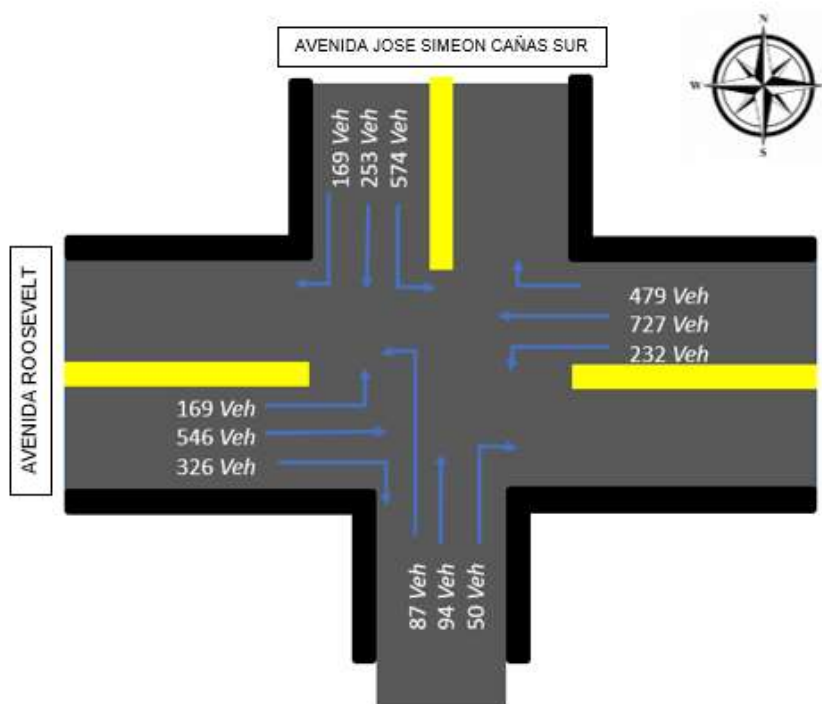 AVENIDA JOSE SIMEON CAÑAS SUR
N
W
S
169 Veh
253 Veh
574 Veh
AVENIDA ROOSEVELT
479 Veh
727 Veh
232 Veh
169 Veh
546 Veh
326 Veh
87 Veh
94 Veh
50 Veh